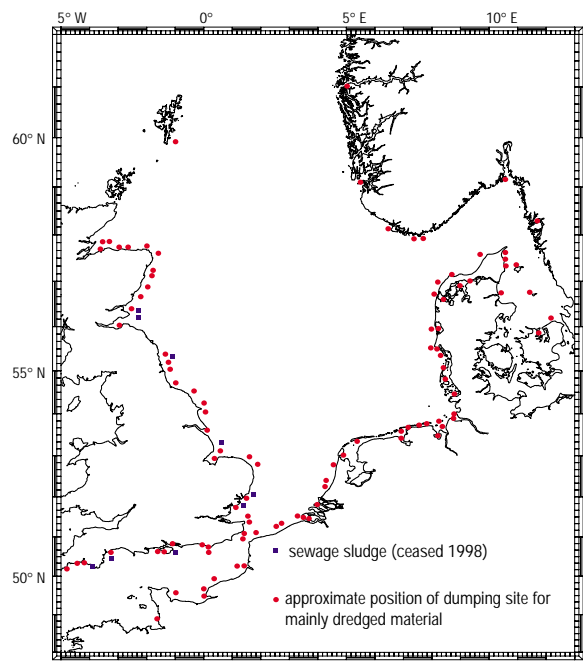 5° W 0° 5° E 10° E
60° N
55° N
50° N
sewage sludge (ceased 1998)
approximate position of dumping site for
mainly dredged material